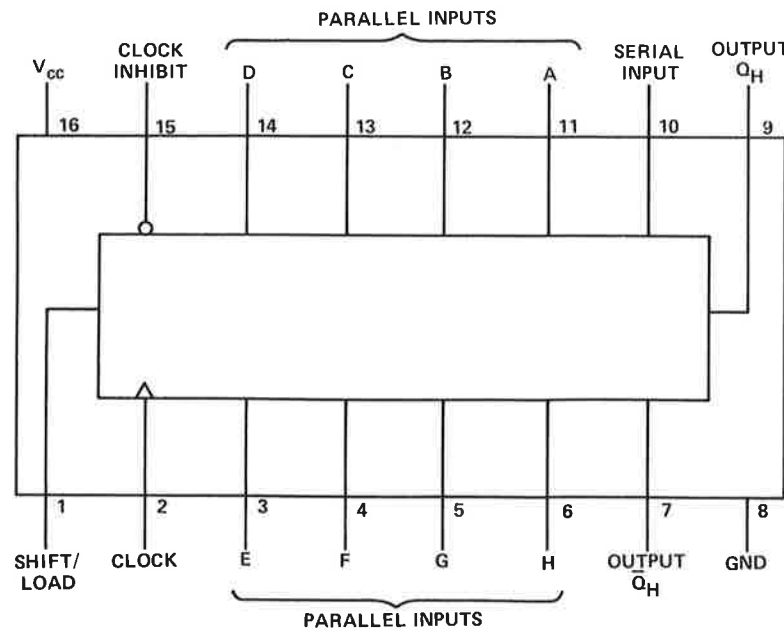 PARALLEL INPUTS
V_CC
CLOCK
INHIBIT
D
C
B
A
SERIAL
INPUT
OUTPUT
Q_H
16
15
14
13
12
11
10
9
1
2
3
4
5
6
7
8
SHIFT/
LOAD
CLOCK
E
F
G
H
OUTPUT
Q̅_H
GND
PARALLEL INPUTS